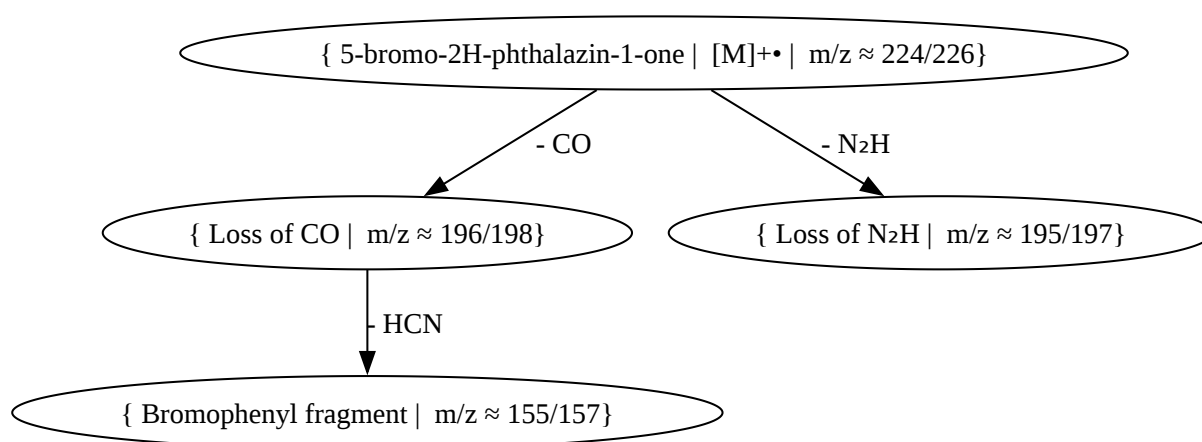 { 5-bromo-2H-phthalazin-1-one | [M]+• | m/z ≈ 224/226}
- CO
- N₂H
{ Loss of CO | m/z ≈ 196/198}
{ Loss of N₂H | m/z ≈ 195/197}
- HCN
{ Bromophenyl fragment | m/z ≈ 155/157}